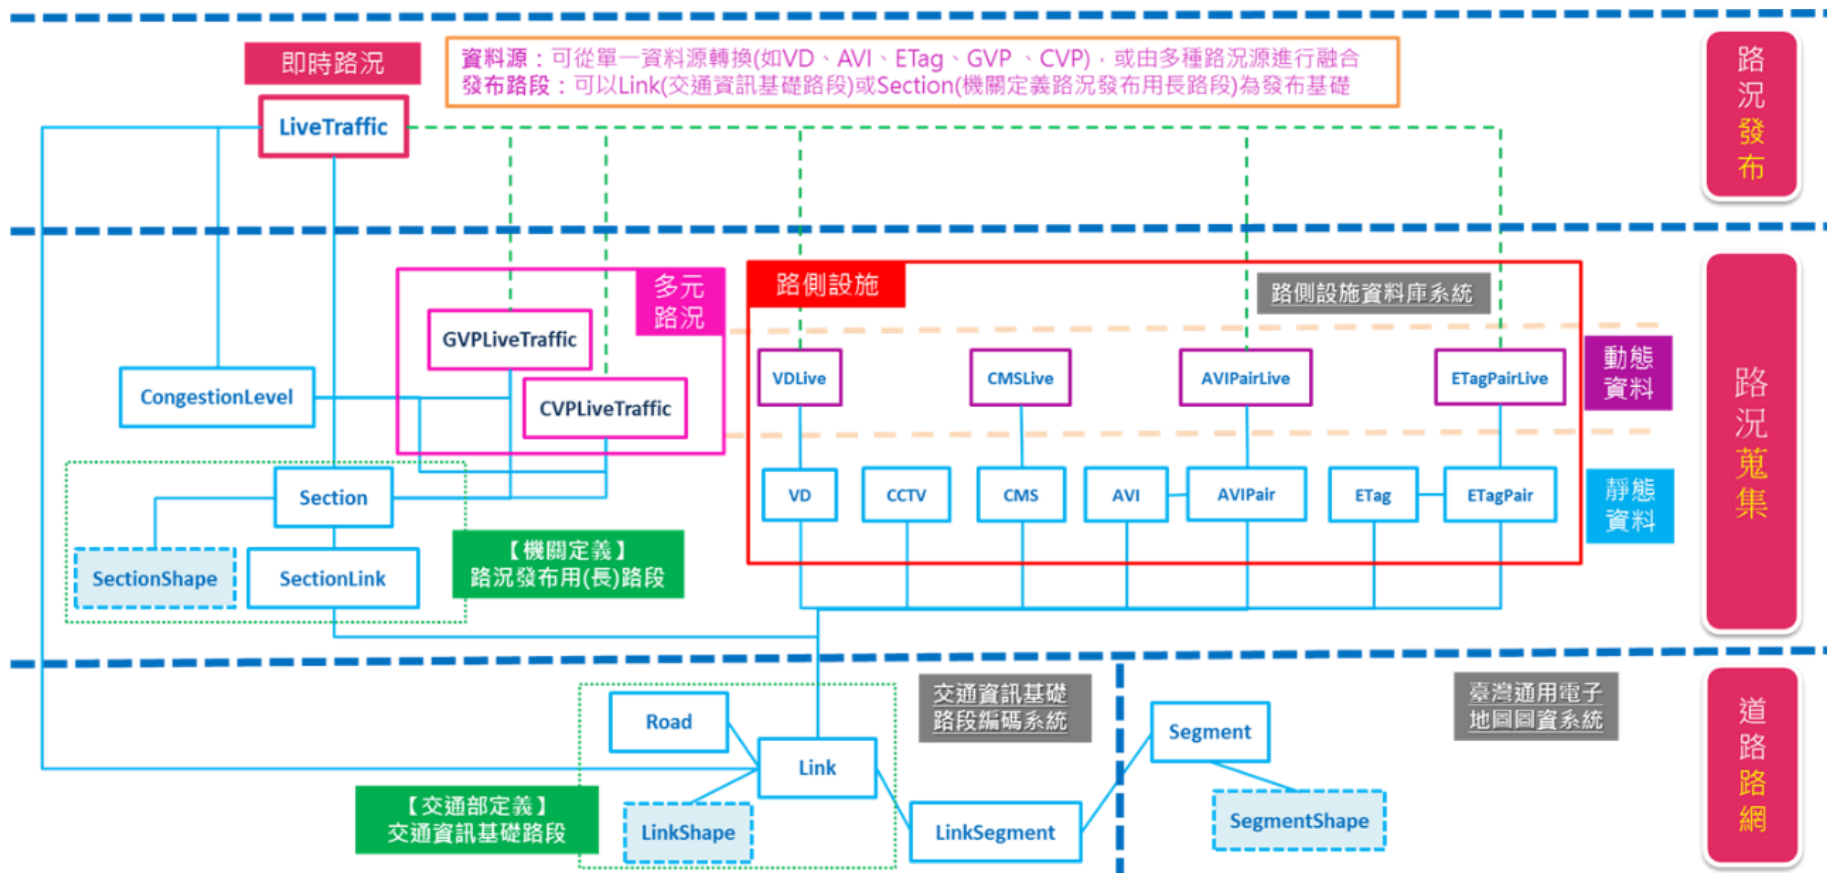 即時路況
資料源：可從單一資料源轉換(如VD、AVI、ETag、GVP 、CVP)，或由多種路況源進行融合
發布路段：可以Link(交通資訊基礎路段)或Section(機關定義路況發布用長路段)為發布基礎
LiveTraffic
路況發布
多元
路況
路側設施
路側設施資料庫系統
GVPLiveTraffic
CVPLiveTraffic
CongestionLevel
VDLive
CMSLive
AVIPairLive
ETagPairLive
動態
資料
路況蒐集
Section
VD
CCTV
CMS
AVI
AVIPair
ETag
ETagPair
靜態
資料
SectionShape
SectionLink
【機關定義】
路況發布用(長)路段
Road
Link
LinkShape
【交通部定義】
交通資訊基礎路段
交通資訊基礎
路段編碼系統
LinkSegment
Segment
SegmentShape
臺灣通用電子
地圖圖資系統
道路路網